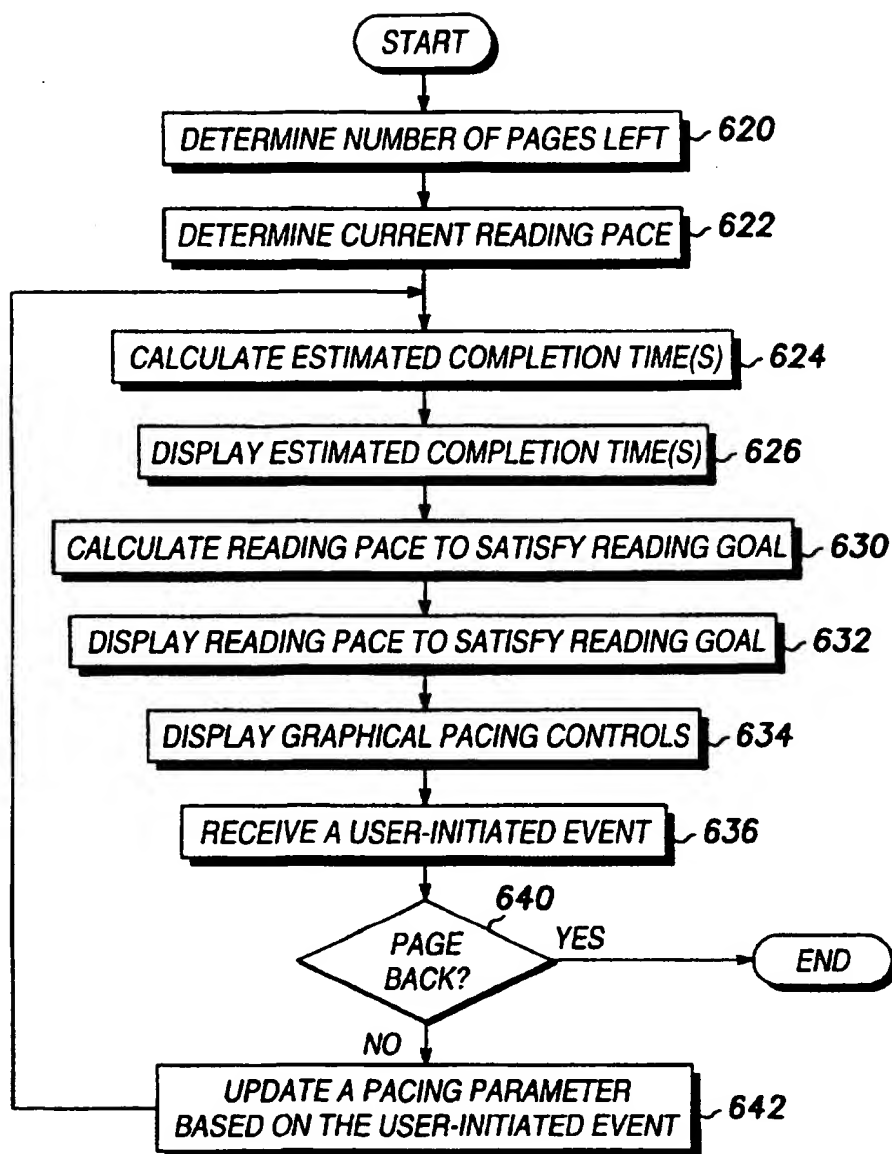 START
DETERMINE NUMBER OF PAGES LEFT 620
DETERMINE CURRENT READING PACE 622
CALCULATE ESTIMATED COMPLETION TIME(S) 624
DISPLAY ESTIMATED COMPLETION TIME(S) 626
CALCULATE READING PACE TO SATISFY READING GOAL 630
DISPLAY READING PACE TO SATISFY READING GOAL 632
DISPLAY GRAPHICAL PACING CONTROLS 634
RECEIVE A USER-INITIATED EVENT 636
640
PAGE
BACK?
YES
END
NO
UPDATE A PACING PARAMETER
BASED ON THE USER-INITIATED EVENT 642